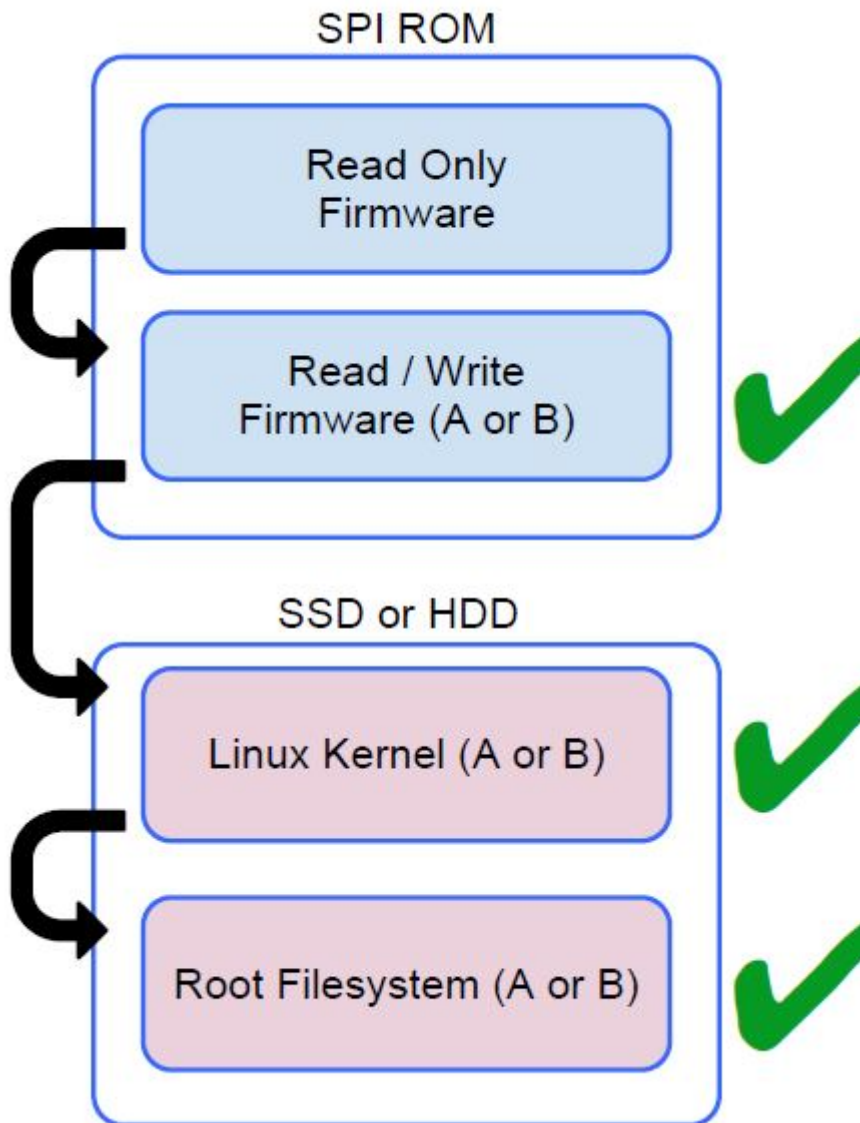 SPI ROM
Read Only
Firmware
Read / Write
Firmware (A or B)
SSD or HDD
Linux Kernel (A or B)
Root Filesystem (A or B)